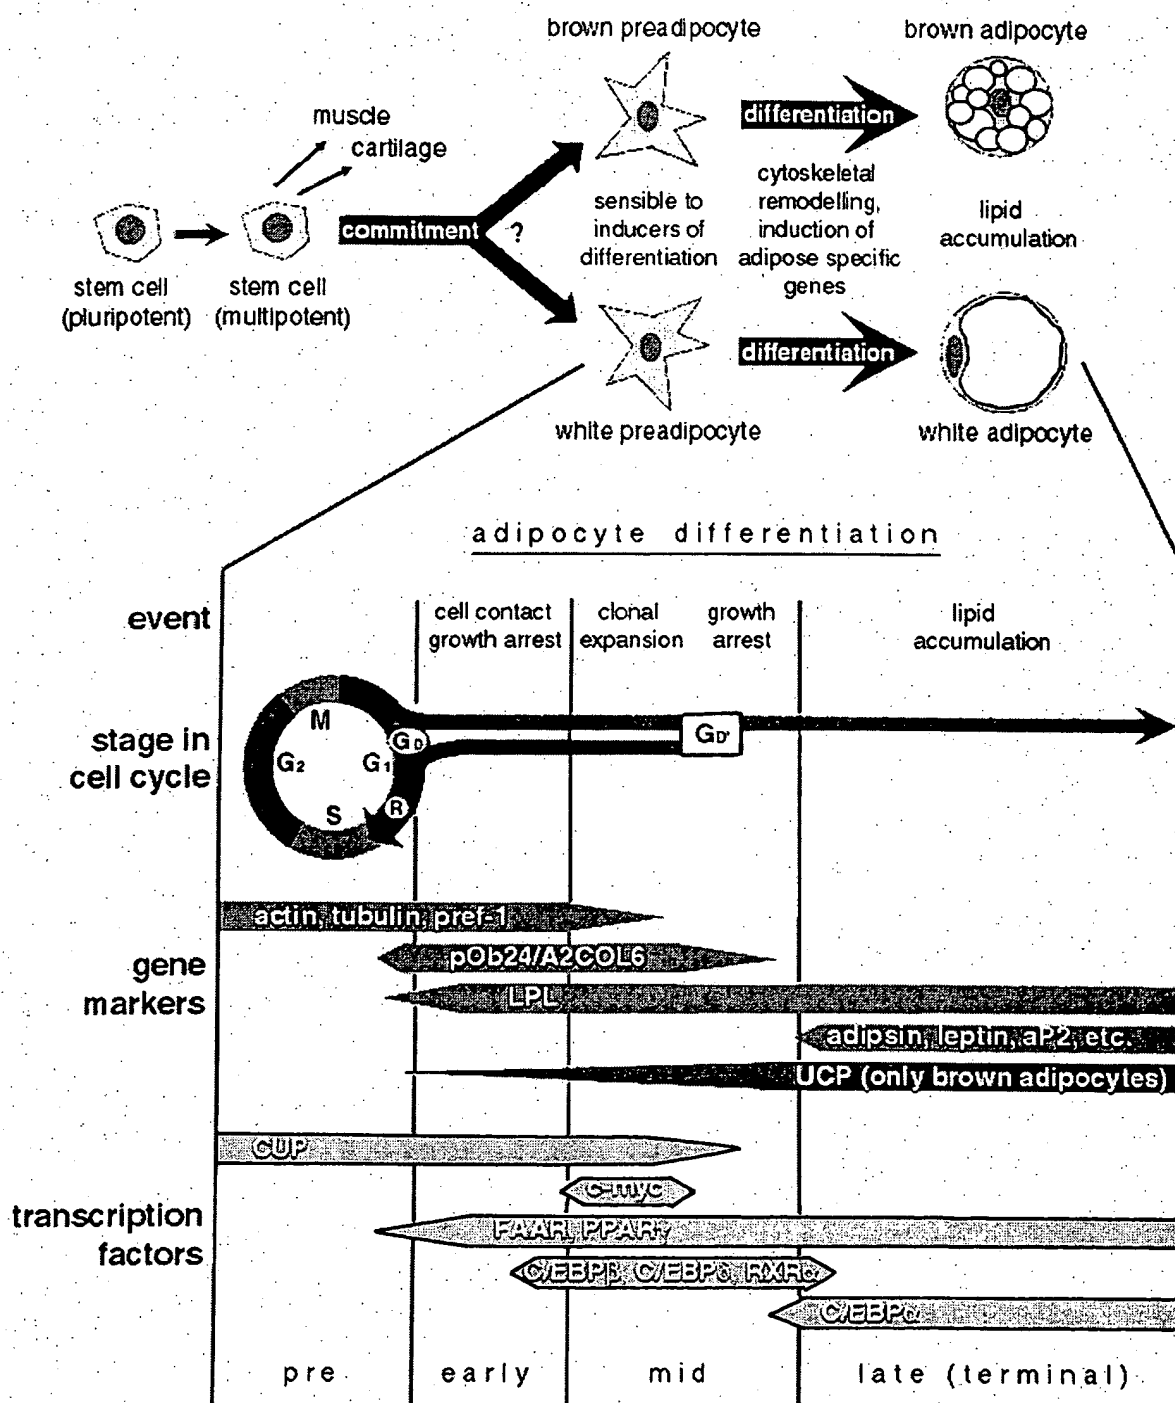 brown preadipocyte
brown adipocyte
muscle
cartilage
differentiation
commitment
?
sensible to
inducers of
differentiation
cytoskeletal
remodelling,
induction of
adipose specific
genes
lipid
accumulation
stem cell
(pluripotent)
stem cell
(multipotent)
differentiation
white preadipocyte
white adipocyte
adipocyte differentiation
event
cell contact
growth arrest
clonal
expansion
growth
arrest
lipid
accumulation
stage in
cell cycle
M
G₂
G₁
S
G_D
R
G_D'
gene
markers
actin, tubulin, pref-1
pOb24/A2COL6
LPL
adipsin, leptin, aP2, etc.
UCP (only brown adipocytes)
transcription
factors
CUP
c-myc
FAAR, PPARγ
C/EBPβ, C/EBPδ, RXRα
C/EBPα
pre
early
mid
late (terminal)